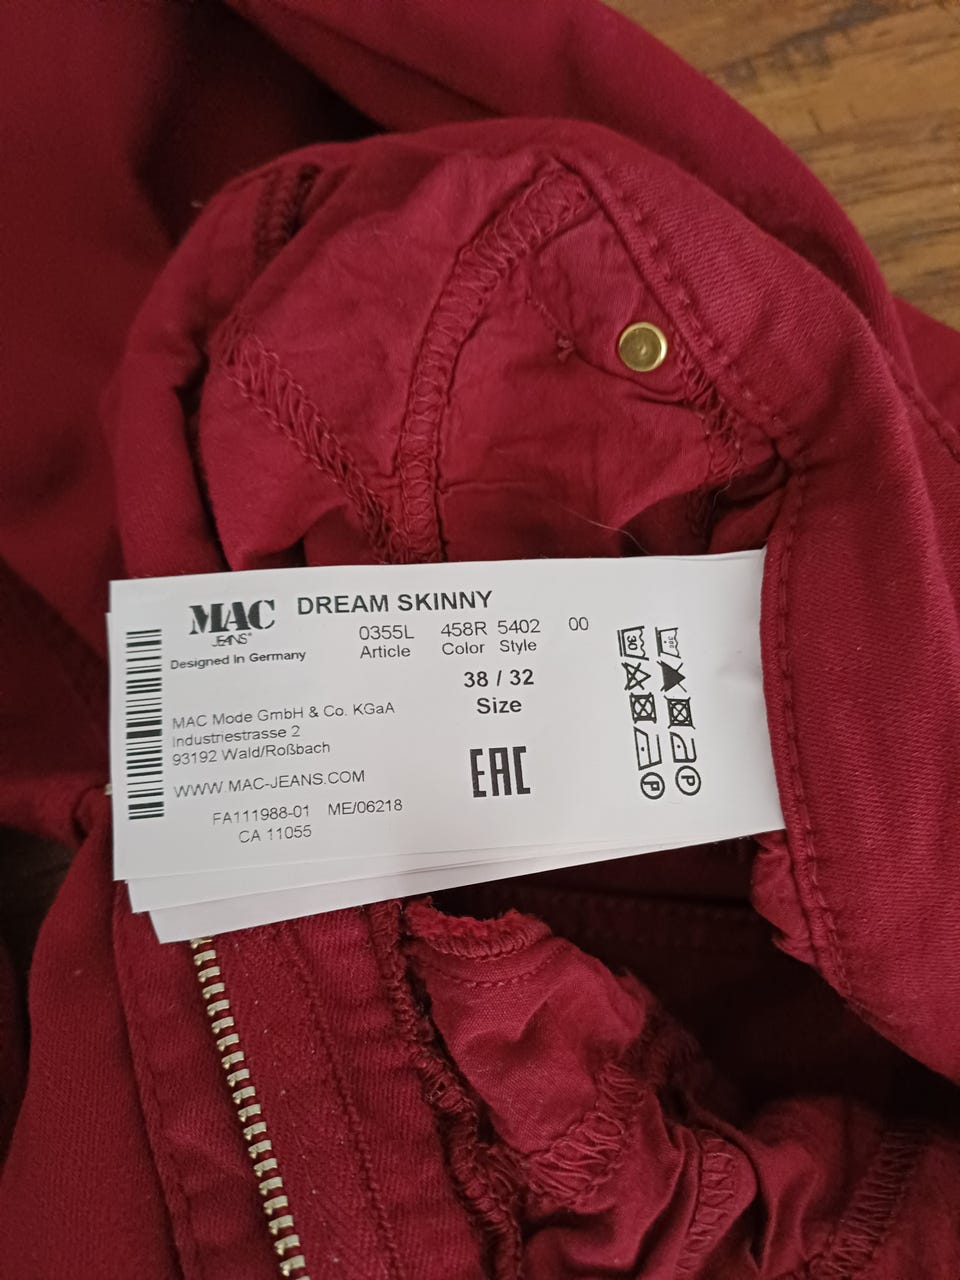 MAC
JEANS®
DREAM SKINNY
Designed in Germany
0355L 458R 5402 00
Article Color Style
38 / 32
Size
MAC Mode GmbH & Co. KGaA
Industriestrasse 2
93192 Wald/Roßbach
WWW.MAC-JEANS.COM
FA111988-01 ME/06218
CA 11055
EAC
30
P
P